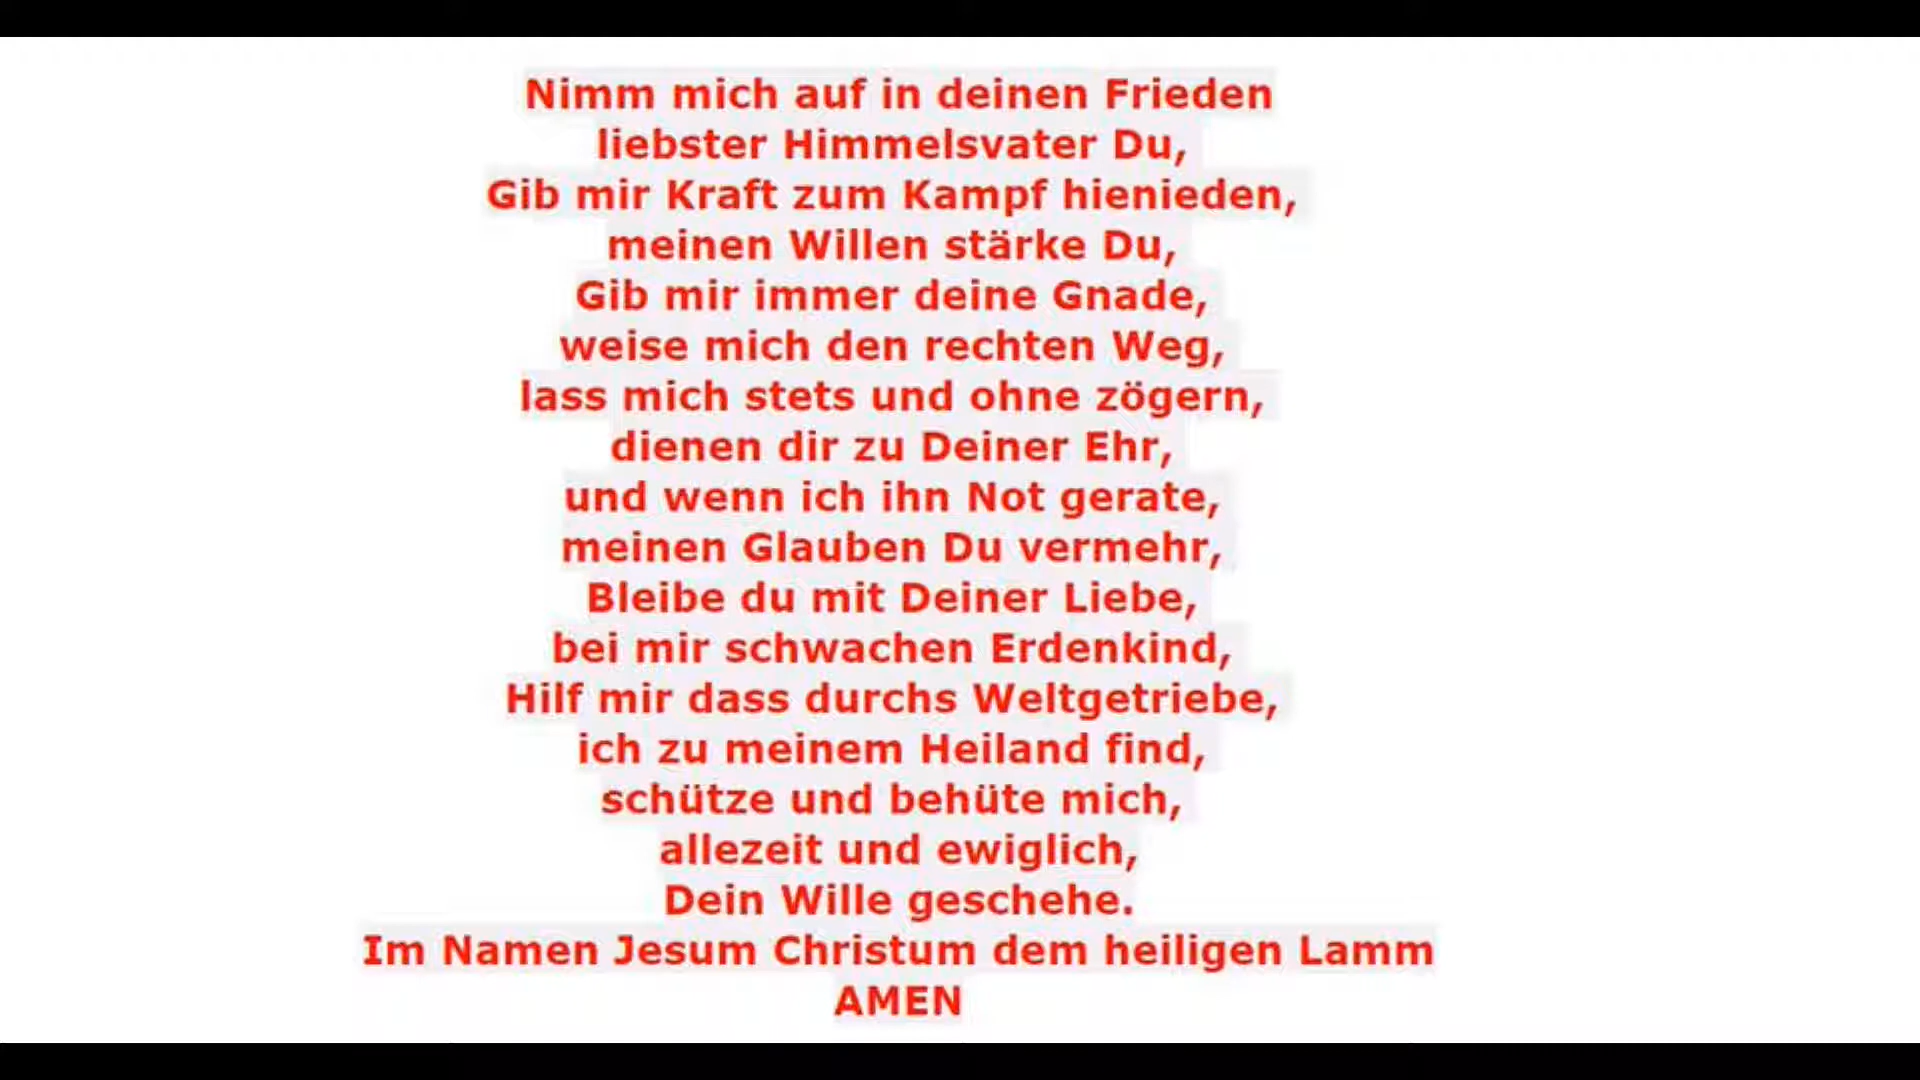 Nimm mich auf in deinen Frieden
liebster Himmelsvater Du,
Gib mir Kraft zum Kampf hienieden,
meinen Willen stärke Du,
Gib mir immer deine Gnade,
weise mich den rechten Weg,
lass mich stets und ohne zögern,
dienen dir zu Deiner Ehr,
und wenn ich ihn Not gerate,
meinen Glauben Du vermehr,
Bleibe du mit Deiner Liebe,
bei mir schwachen Erdenkind,
Hilf mir dass durchs Weltgetriebe,
ich zu meinem Heiland find,
schütze und behüte mich,
allezeit und ewiglich,
Dein Wille geschehe.
Im Namen Jesum Christum dem heiligen Lamm
AMEN